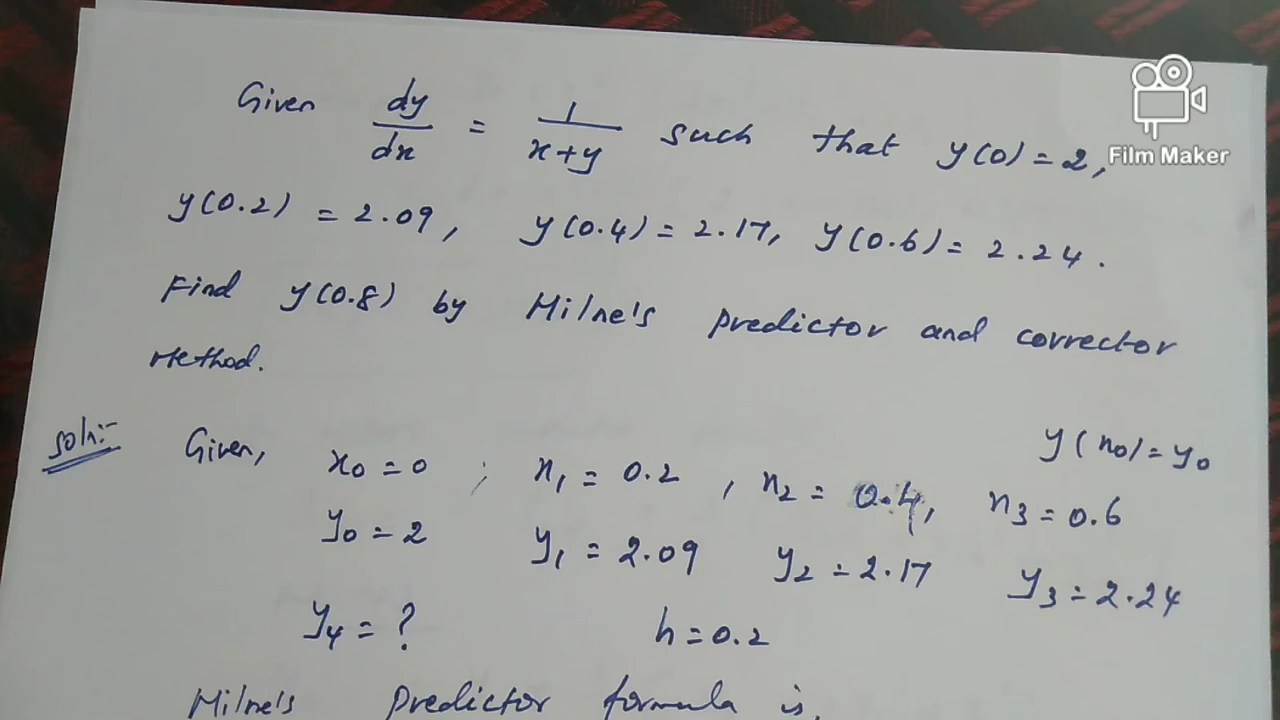 Given dy/dx = 1/x+y such that y(0)=2,
Film Maker
y(0.2) = 2.09, y(0.4)=2.17, y(0.6)=2.24.
Find y(0.8) by Milne's predictor and corrector
Method.
Soln:- Given, x0=0 ; x1=0.2, x2=0.4, x3=0.6
y(x0)=y0
y0=2 y1=2.09 y2=2.17 y3=2.24
y4=? h=0.2
Milne's predictor formula is,